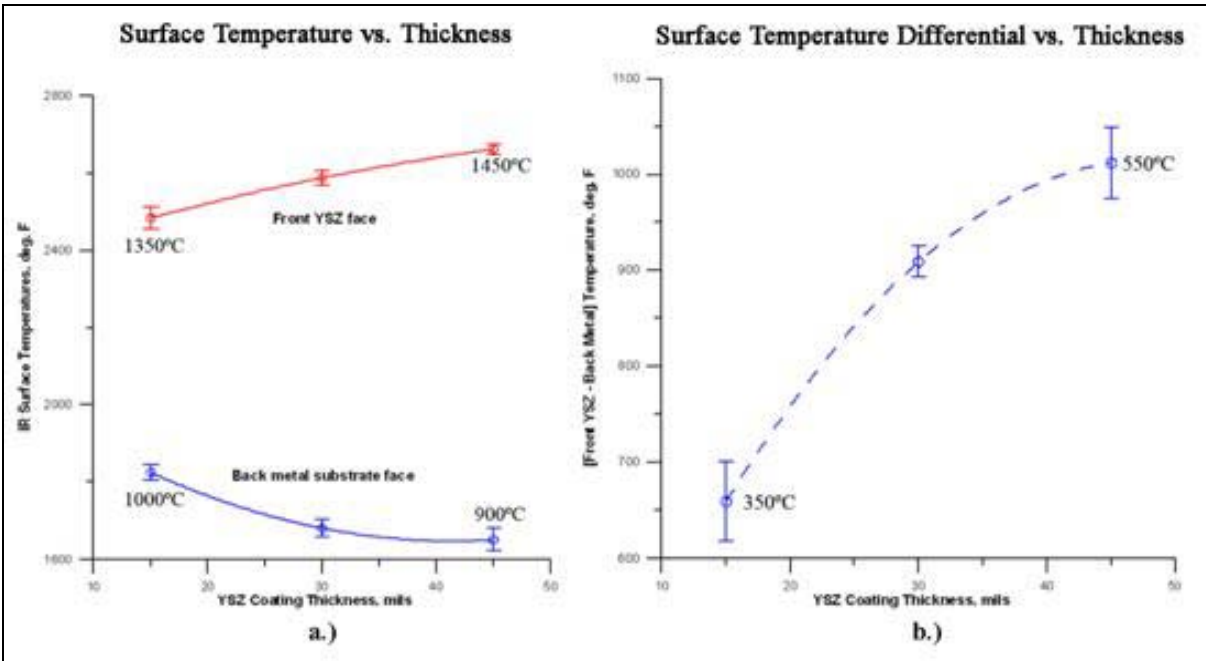 Surface Temperature vs. Thickness
2800
2400
2000
1600
IR Surface Temperatures, deg, F
1350ºC
1450ºC
Front YSZ face
Back metal substrate face
1000ºC
900ºC
10
20
30
40
50
YSZ Coating Thickness, mils
a.)
Surface Temperature Differential vs. Thickness
1100
1000
900
800
700
600
[Front YSZ - Back Metal] Temperature, deg, F
550ºC
350ºC
10
20
30
40
50
YSZ Coating Thickness, mils
b.)